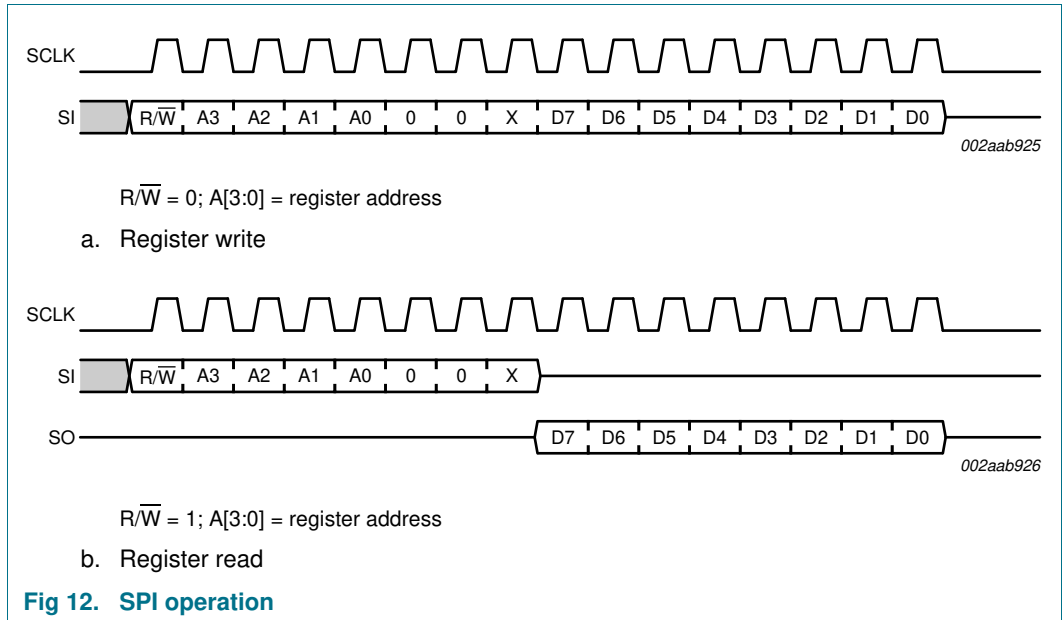 SCLK
SI R/W̅ A3 A2 A1 A0 0 0 X D7 D6 D5 D4 D3 D2 D1 D0
002aab925
R/W̅ = 0; A[3:0] = register address
a. Register write
SCLK
SI R/W̅ A3 A2 A1 A0 0 0 X
SO D7 D6 D5 D4 D3 D2 D1 D0
002aab926
R/W̅ = 1; A[3:0] = register address
b. Register read
Fig 12. SPI operation